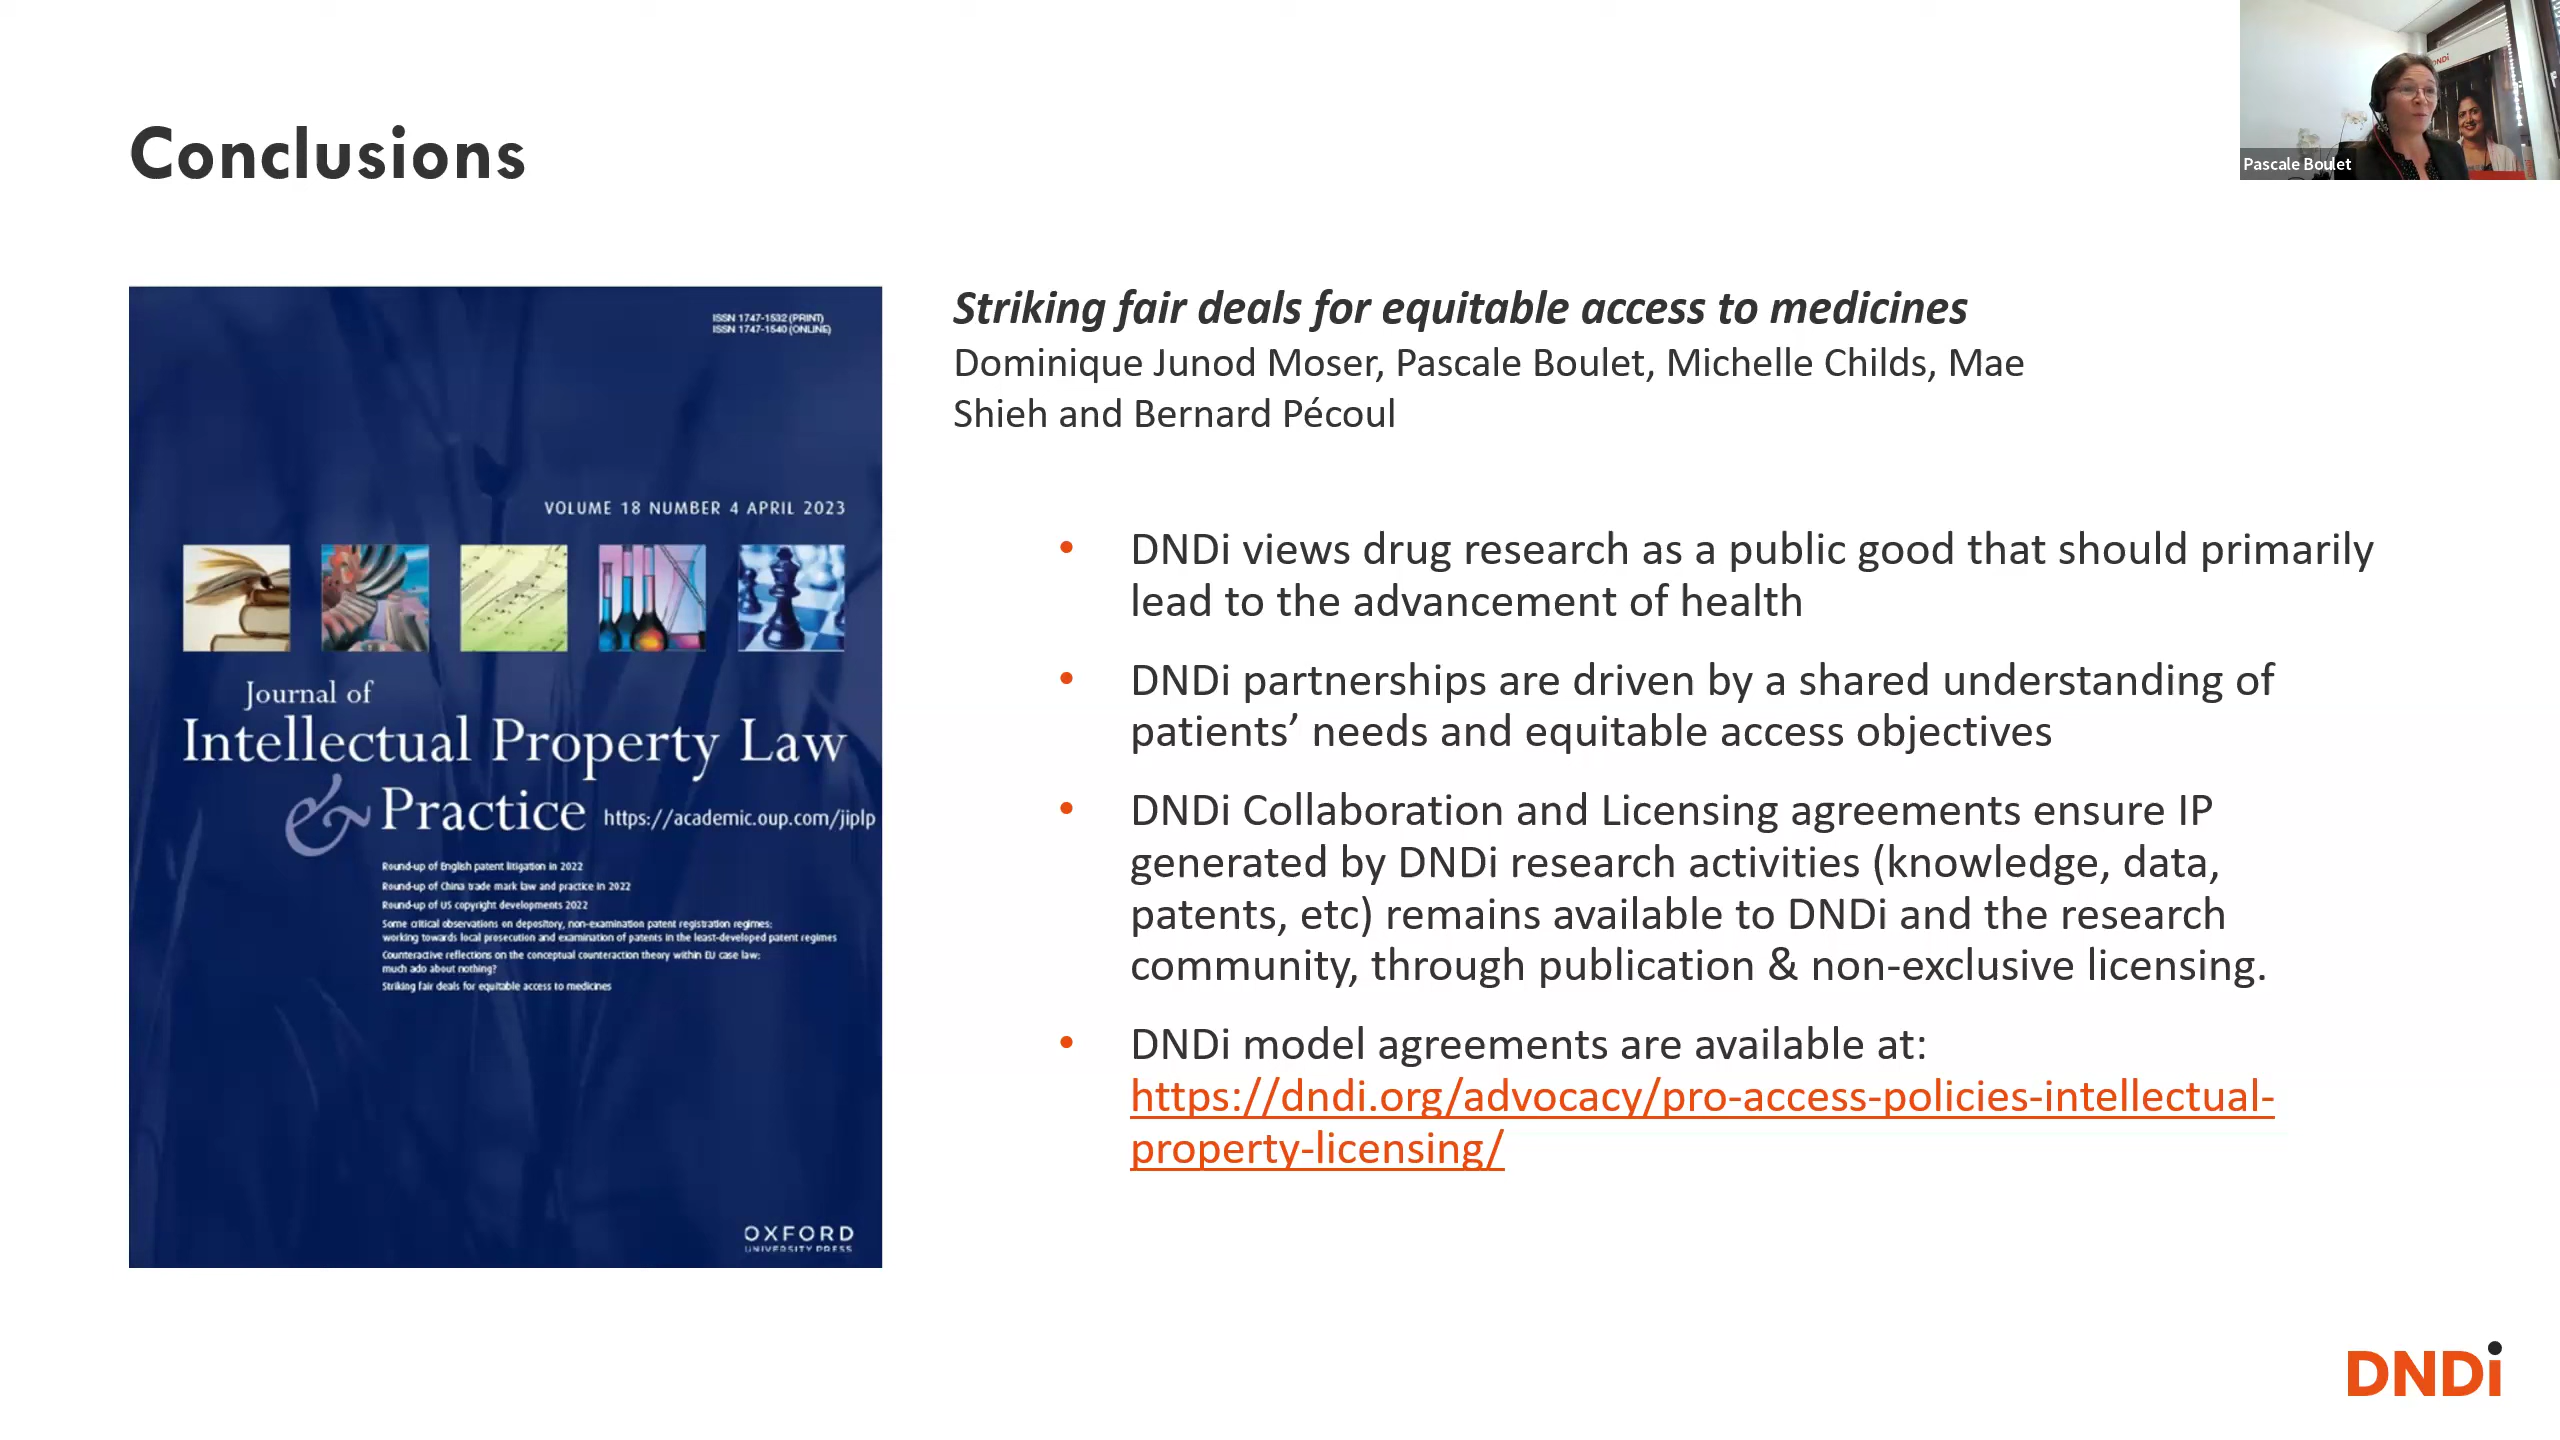 Conclusions
DNDi
Pascale Boulet
ISSN 1747-1532 (PRINT)
ISSN 1747-1540 (ONLINE)
VOLUME 18 NUMBER 4 APRIL 2023
Journal of
Intellectual Property Law
& Practice https://academic.oup.com/jiplp
Round-up of English patent litigation in 2022
Round-up of China trade mark law and practice in 2022
Round-up of US copyright developments 2022
Some critical observations on depository, non-examination patent registration regimes:
working towards local prosecution and examination of patents in the least-developed patent regimes
Counteractive reflections on the conceptual counteraction theory within EU case law:
much ado about nothing?
Striking fair deals for equitable access to medicines
OXFORD
UNIVERSITY PRESS
Striking fair deals for equitable access to medicines
Dominique Junod Moser, Pascale Boulet, Michelle Childs, Mae
Shieh and Bernard Pécoul
• DNDi views drug research as a public good that should primarily
lead to the advancement of health
• DNDi partnerships are driven by a shared understanding of
patients’ needs and equitable access objectives
• DNDi Collaboration and Licensing agreements ensure IP
generated by DNDi research activities (knowledge, data,
patents, etc) remains available to DNDi and the research
community, through publication & non-exclusive licensing.
• DNDi model agreements are available at:
https://dndi.org/advocacy/pro-access-policies-intellectual-
property-licensing/
DNDi